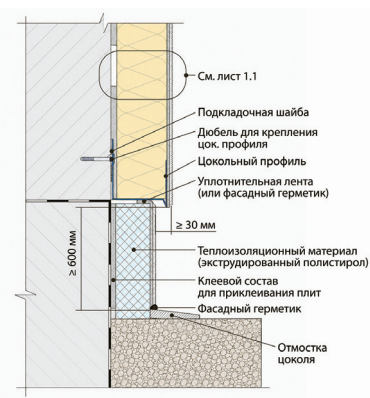 См. лист 1.1
Подкладочная шайба
Дюбель для крепления
цок. профиля
Цокольный профиль
Уплотнительная лента
(или фасадный герметик)
≥ 30 мм
≥ 600 мм
Теплоизоляционный материал
(экструдированный полистирол)
Клеевой состав
для приклеивания плит
Фасадный герметик
Отмостка
цоколя